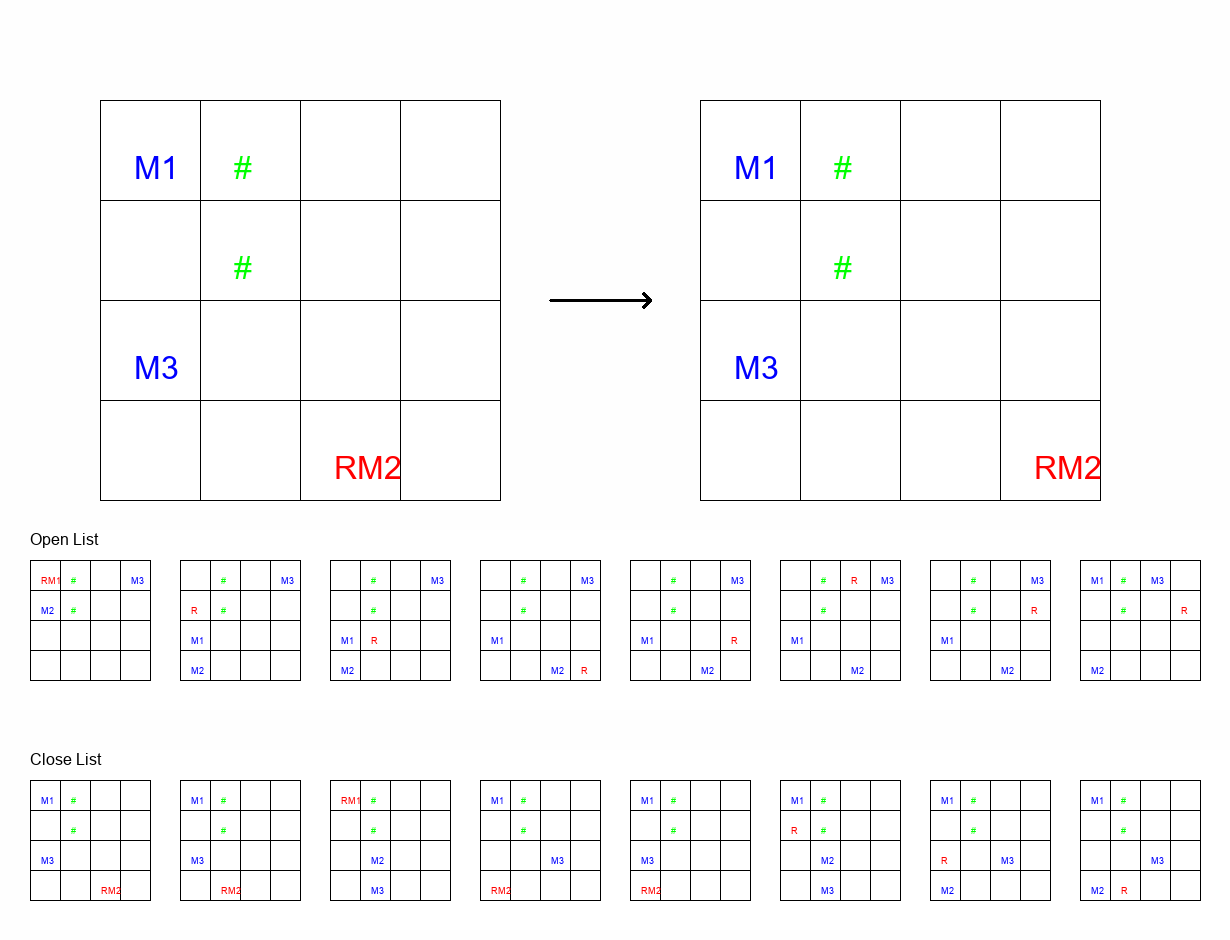 M1 # M1 #
# #
M3 M3
RM2 RM2
Open List
RM1 # M3 # M3 # M3 # M3 # M3 # R M3 # M3 M1 # M3
M2 # R # # # # # # R # R
M1 M1 R M1 M1 R M1 M1
M2 M2 M2 R M2 M2 M2 M2
Close List
M1 # M1 # RM1 # M1 # M1 # M1 # M1 # M1 #
# # # # # R # # #
M3 M3 M2 M3 M3 M2 R M3 M3
RM2 RM2 M3 RM2 RM2 M3 M2 M2 R